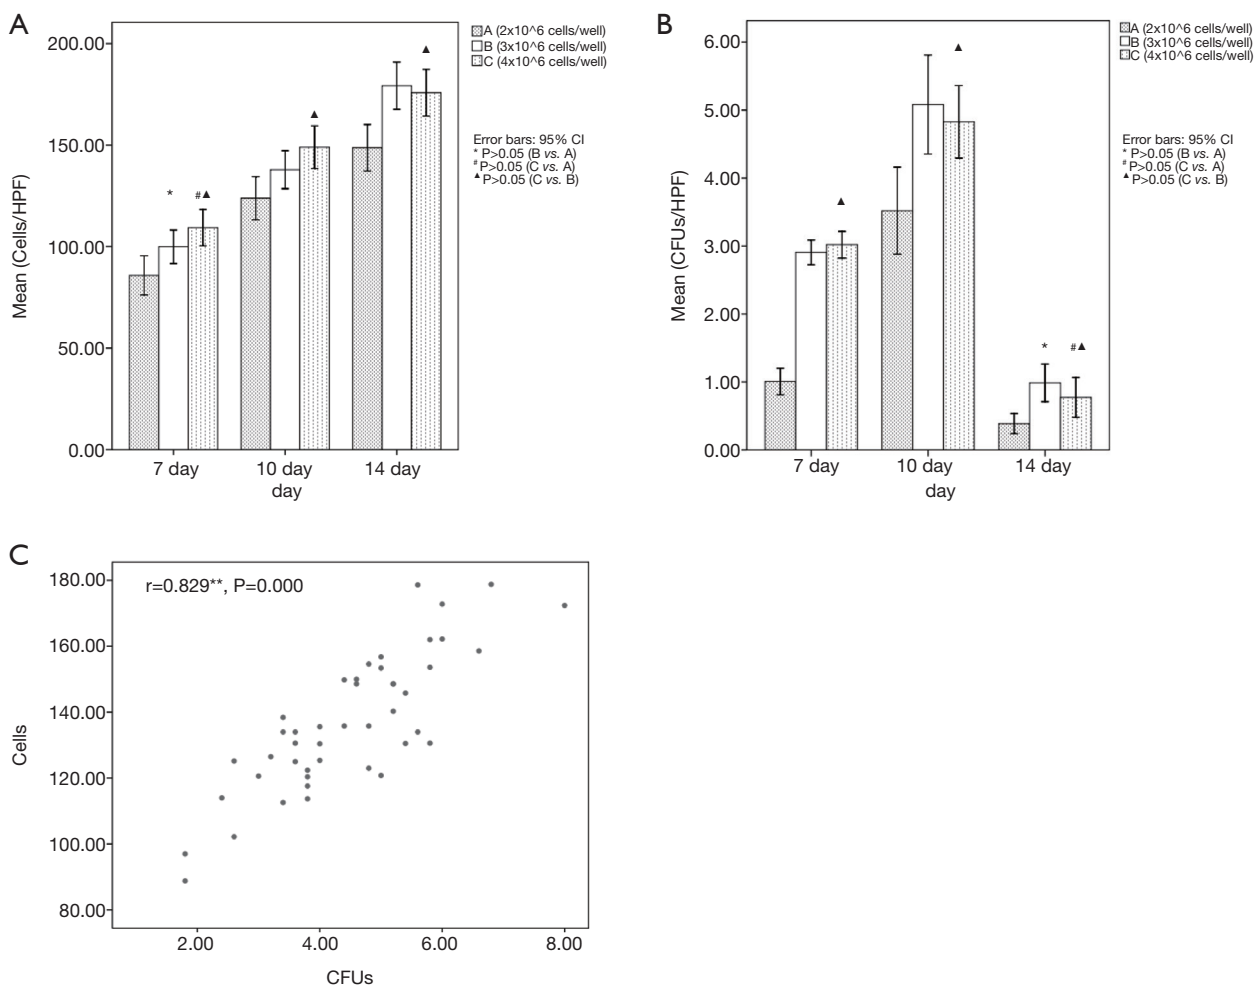 A
200.00
150.00
100.00
50.00
0.00
Mean (Cells/HPF)
* #▲ ▲ ▲
7 day 10 day 14 day
day
A (2x10^6 cells/well)
B (3x10^6 cells/well)
C (4x10^6 cells/well)
Error bars: 95% CI
* P>0.05 (B vs. A)
# P>0.05 (C vs. A)
▲ P>0.05 (C vs. B)
B
6.00
5.00
4.00
3.00
2.00
1.00
0.00
Mean (CFUs/HPF)
▲ ▲ * #▲
7 day 10 day 14 day
day
A (2x10^6 cells/well)
B (3x10^6 cells/well)
C (4x10^6 cells/well)
Error bars: 95% CI
* P>0.05 (B vs. A)
# P>0.05 (C vs. A)
▲ P>0.05 (C vs. B)
C
r=0.829**, P=0.000
180.00
160.00
140.00
120.00
100.00
80.00
Cells
2.00 4.00 6.00 8.00
CFUs